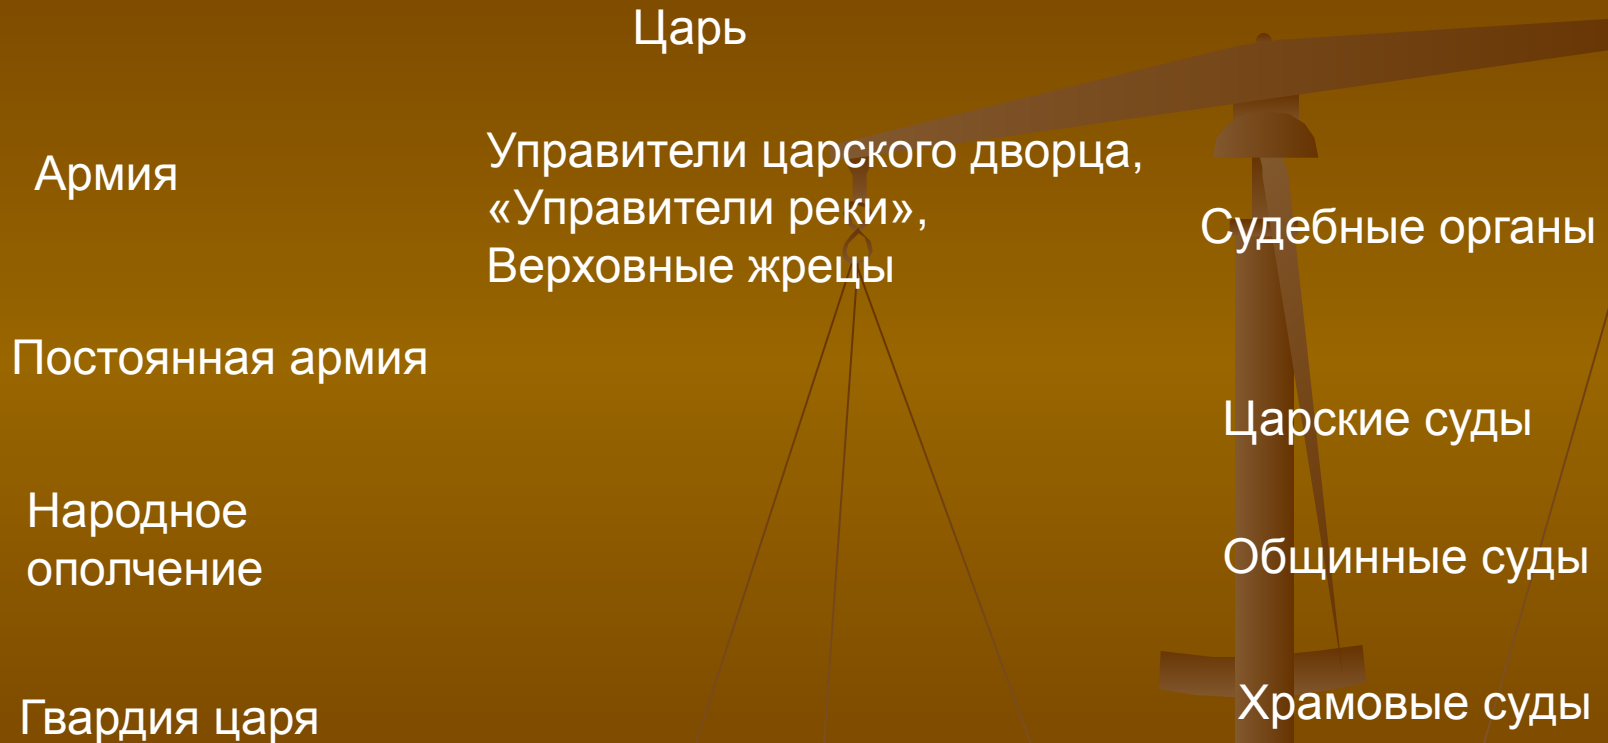 Царь
Армия
Управители царского дворца,
«Управители реки»,
Верховные жрецы
Судебные органы
Постоянная армия
Царские суды
Народное
ополчение
Общинные суды
Гвардия царя
Храмовые суды